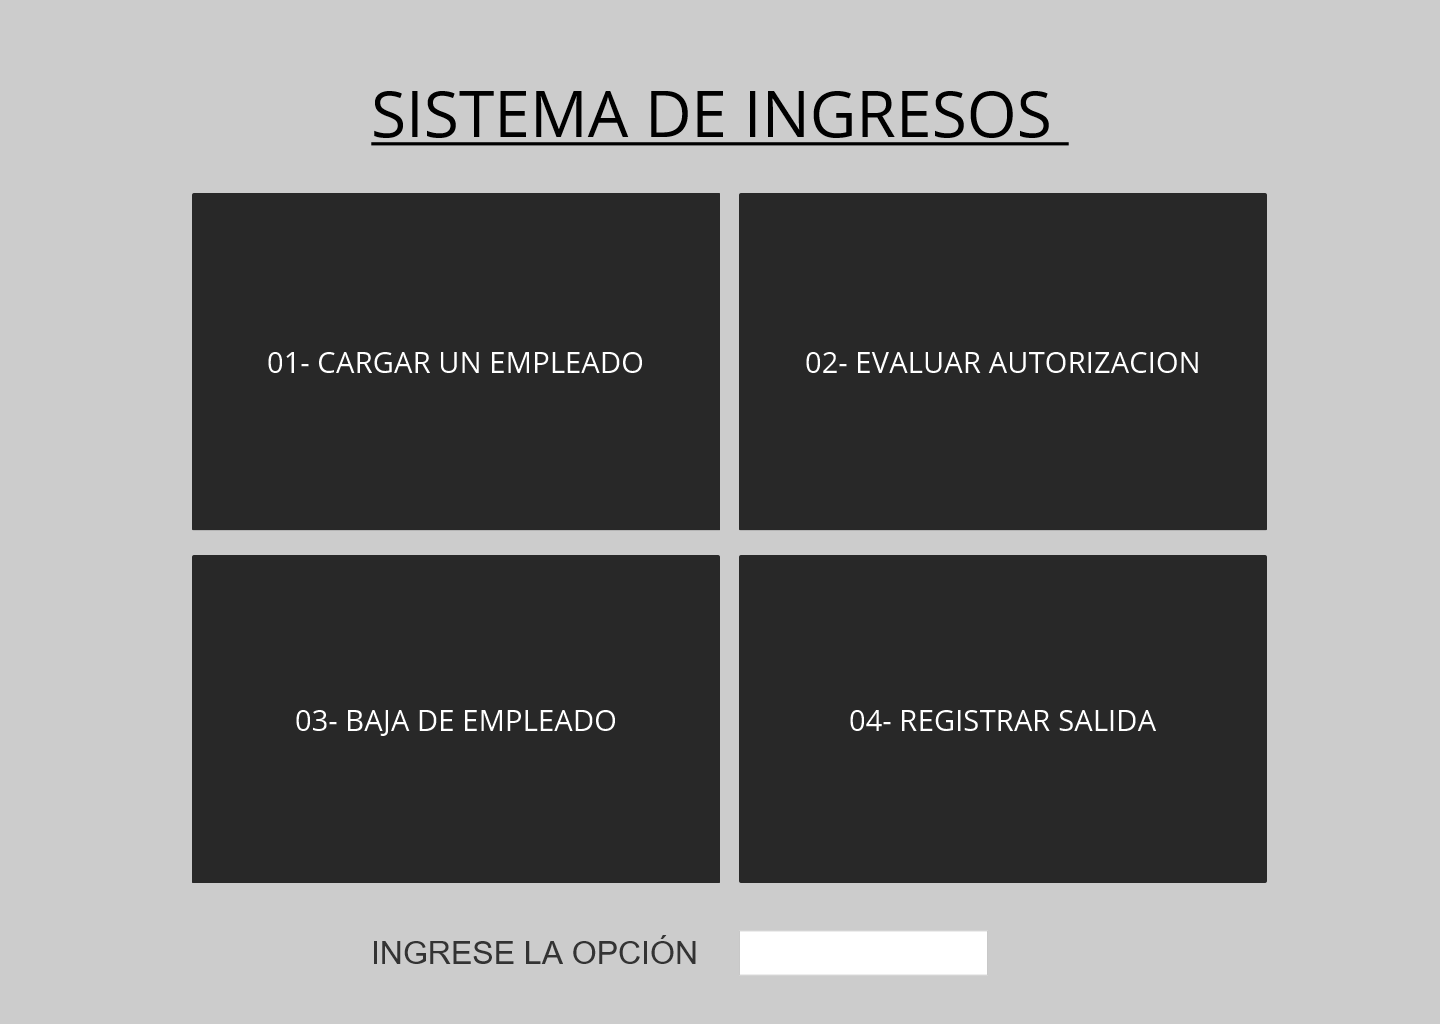 SISTEMA DE INGRESOS
01- CARGAR UN EMPLEADO
02- EVALUAR AUTORIZACION
03- BAJA DE EMPLEADO
04- REGISTRAR SALIDA
INGRESE LA OPCIÓN